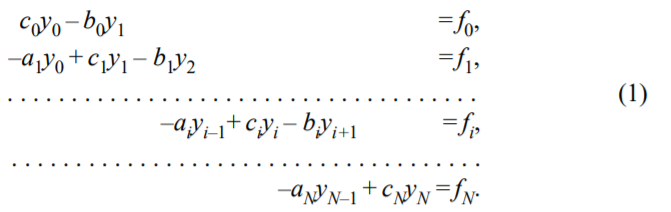 c₀y₀ – b₀y₁ = f₀,
–a₁y₀ + c₁y₁ – b₁y₂ = f₁,
. . . . . . . . . . . . . . . . . . . . . . . . . . . . . . . . . . . . (1)
–aᵢyᵢ₋₁ + cᵢyᵢ – bᵢyᵢ₊₁ = fᵢ,
. . . . . . . . . . . . . . . . . . . . . . . . . . . . . . . . . . . .
–a_N y_{N–1} + c_N y_N = f_N.